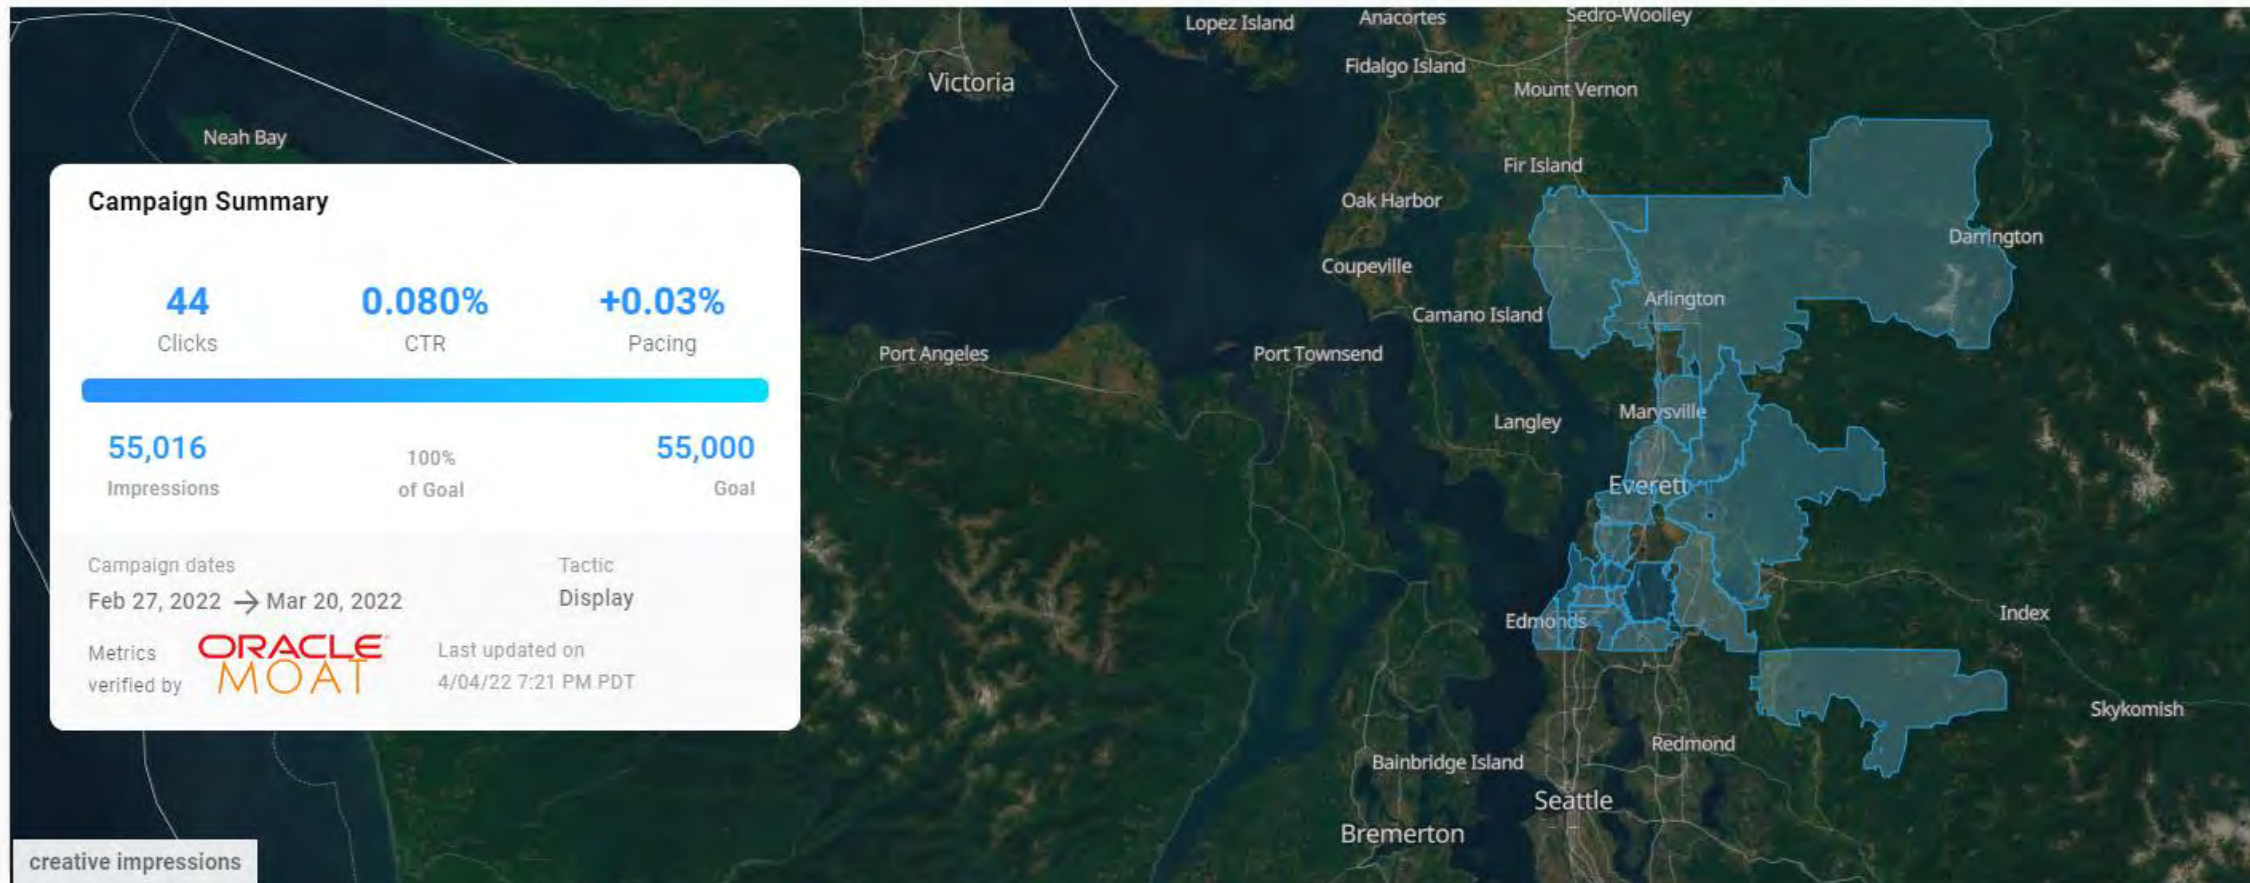 Lopez Island
Anacortes
Sedro-Woolley
Fidalgo Island
Victoria
Mount Vernon
Neah Bay
Fir Island
Oak Harbor
Darrington
Coupeville
Arlington
Camano Island
Port Angeles
Port Townsend
Marysville
Langley
Everett
Index
Edmonds
Skykomish
Redmond
Bainbridge Island
Seattle
Bremerton
Campaign Summary
44 0.080% +0.03%
Clicks CTR Pacing
55,016 100% 55,000
Impressions of Goal Goal
Campaign dates Tactic
Feb 27, 2022 → Mar 20, 2022 Display
Metrics verified by
ORACLE
MOAT
Last updated on
4/04/22 7:21 PM PDT
creative impressions